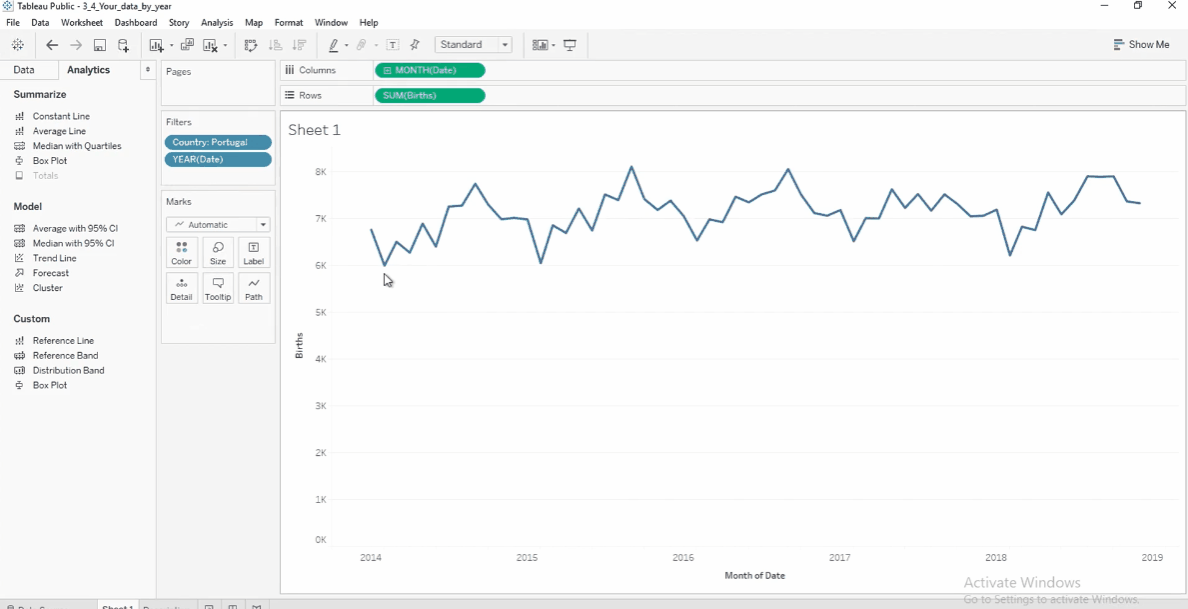 Tableau Public - 3_4_Your_data_by_year
File Data Worksheet Dashboard Story Analysis Map Format Window Help
Standard
Show Me
Data Analytics
Summarize
Constant Line
Average Line
Median with Quartiles
Box Plot
Totals
Model
Average with 95% CI
Median with 95% CI
Trend Line
Forecast
Cluster
Custom
Reference Line
Reference Band
Distribution Band
Box Plot
Pages
Filters
Country: Portugal
YEAR(Date)
Marks
Automatic
Color Size Label
Detail Tooltip Path
Columns MONTH(Date)
Rows SUM(Births)
Sheet 1
8K
7K
6K
5K
4K
3K
2K
1K
0K
Births
2014 2015 2016 2017 2018 2019
Month of Date
Activate Windows
Go to Settings to activate Windows.
Sheet 1